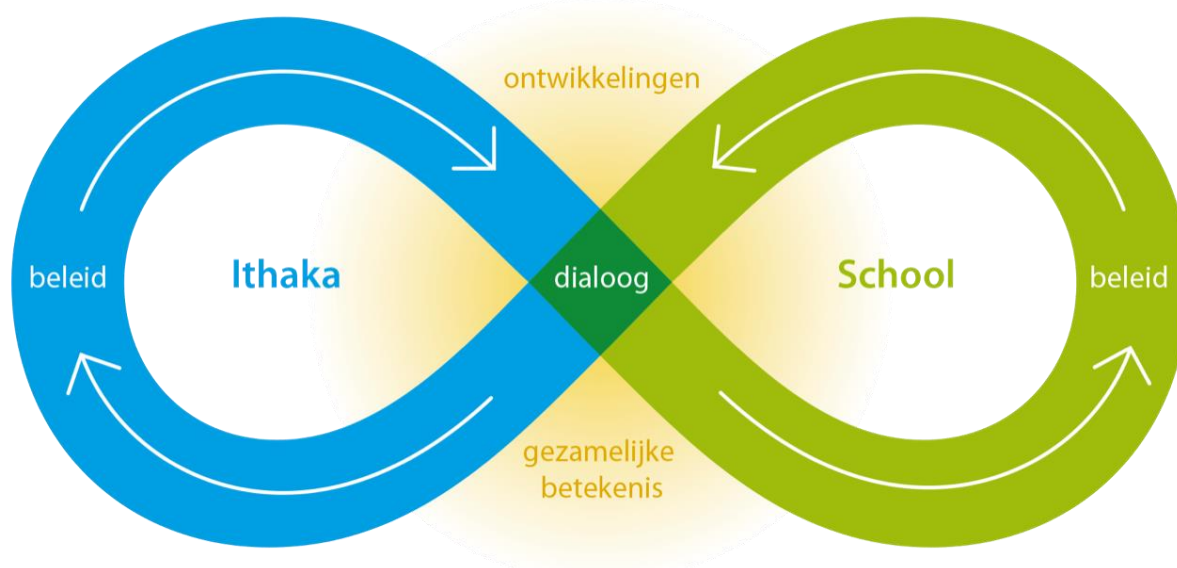 ontwikkelingen
beleid
Ithaka
dialoog
School
beleid
gezamelijke
betekenis